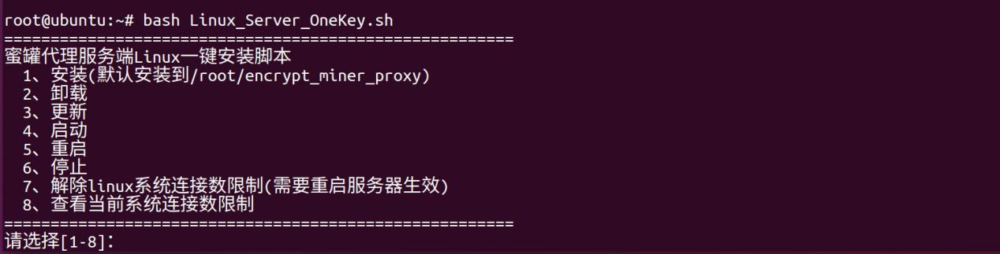 root@ubuntu:~# bash Linux_Server_OneKey.sh
=======================================================
蜜罐代理服务端Linux一键安装脚本
  1、安装(默认安装到/root/encrypt_miner_proxy)
  2、卸载
  3、更新
  4、启动
  5、重启
  6、停止
  7、解除linux系统连接数限制(需要重启服务器生效)
  8、查看当前系统连接数限制
=======================================================
请选择[1-8]: